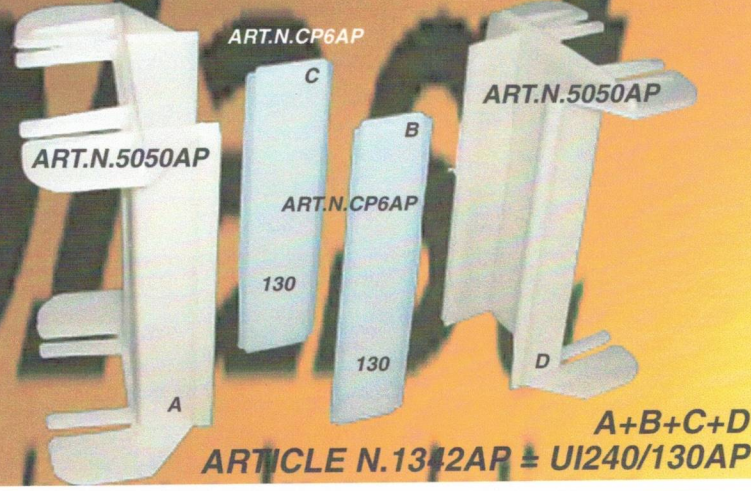 ART.N.CP6AP
C
ART.N.5050AP
B
ART.N.5050AP
ART.N.CP6AP
130
130
D
A
A+B+C+D
ARTICLE N.1342AP = UI240/130AP